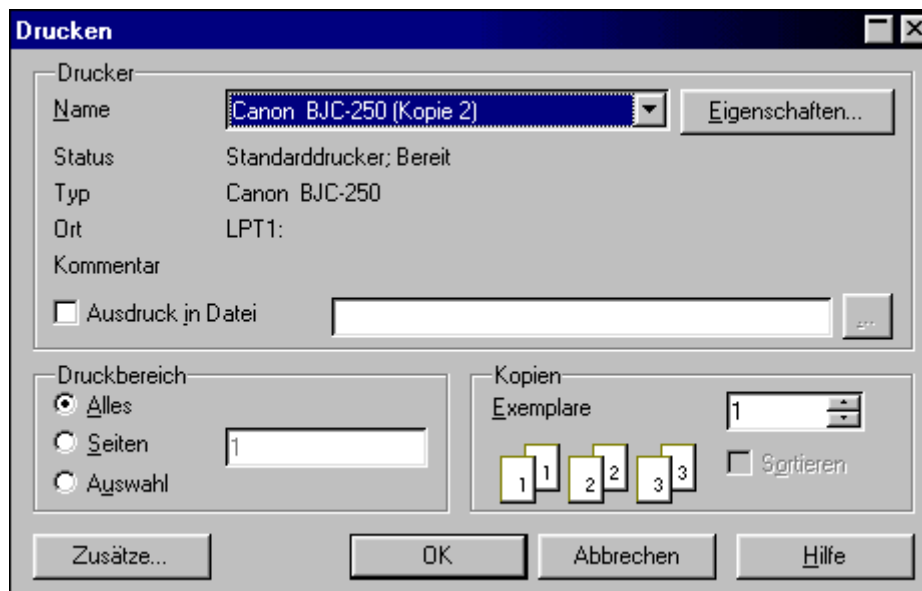 Drucken
Drucker
Name Canon BJC-250 (Kopie 2) Eigenschaften...
Status Standarddrucker; Bereit
Typ Canon BJC-250
Ort LPT1:
Kommentar
Ausdruck in Datei ...
Druckbereich
Alles
Seiten 1
Auswahl
Kopien
Exemplare 1
1 1 2 2 3 3 Sortieren
Zusätze... OK Abbrechen Hilfe